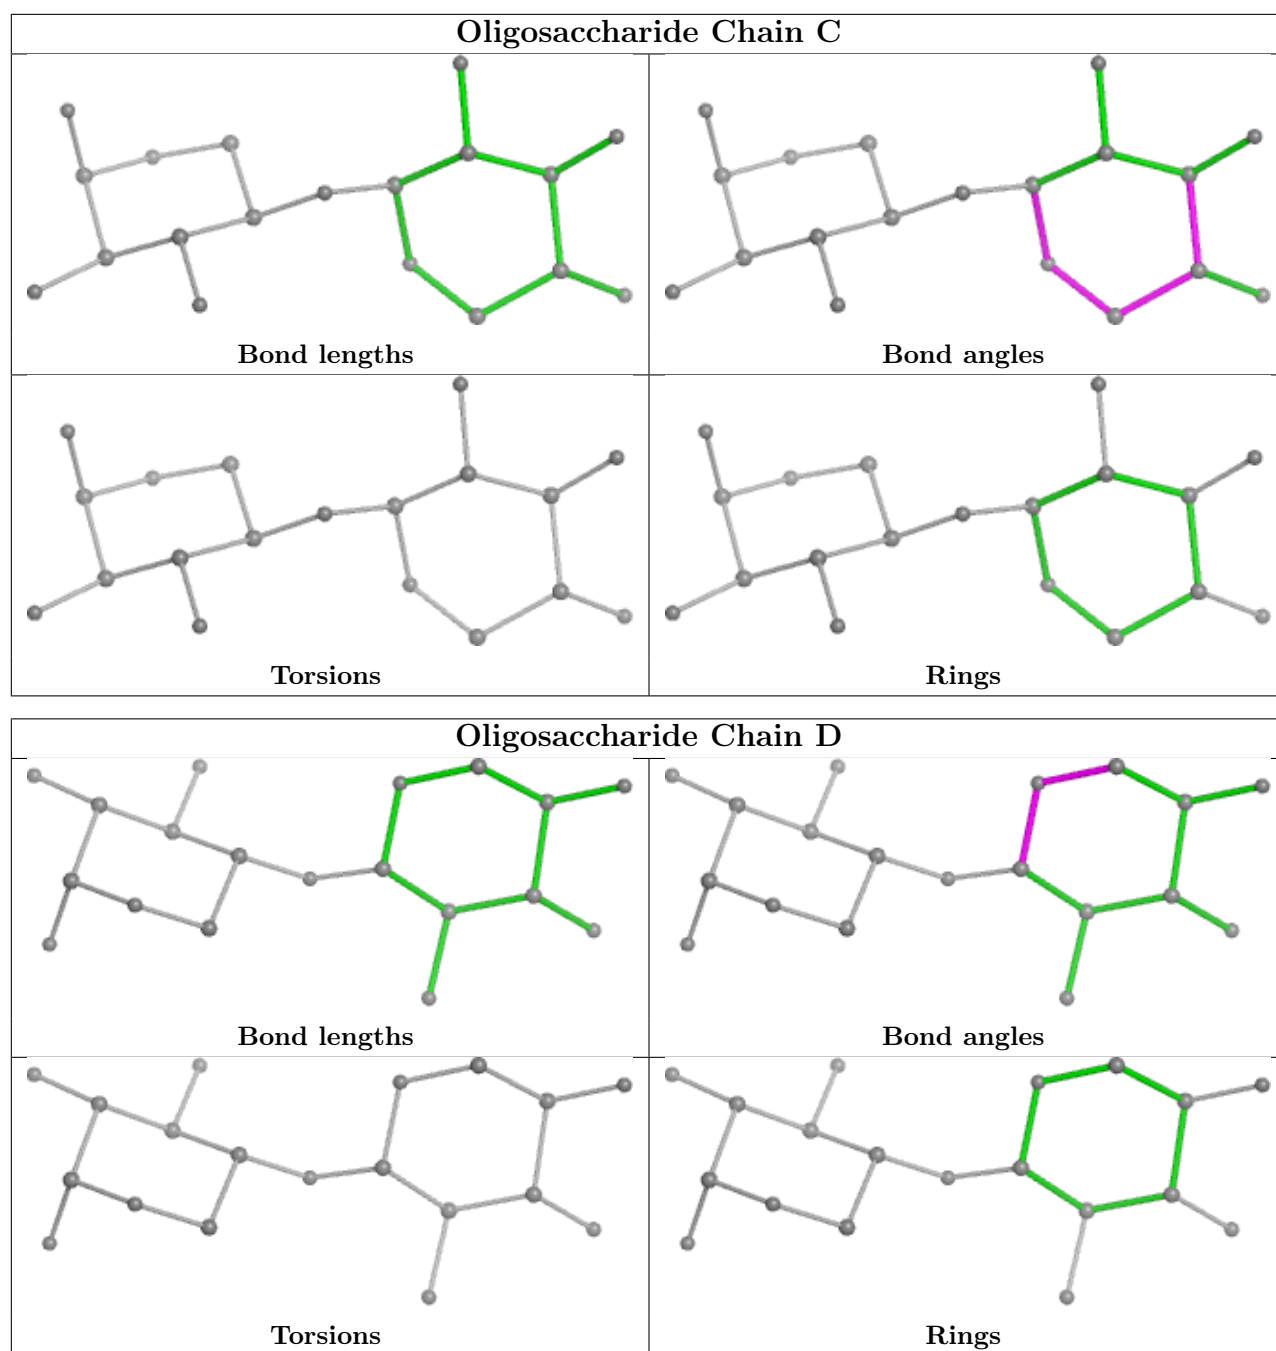 Oligosaccharide Chain C
Bond lengths
Bond angles
Torsions
Rings
Oligosaccharide Chain D
Bond lengths
Bond angles
Torsions
Rings